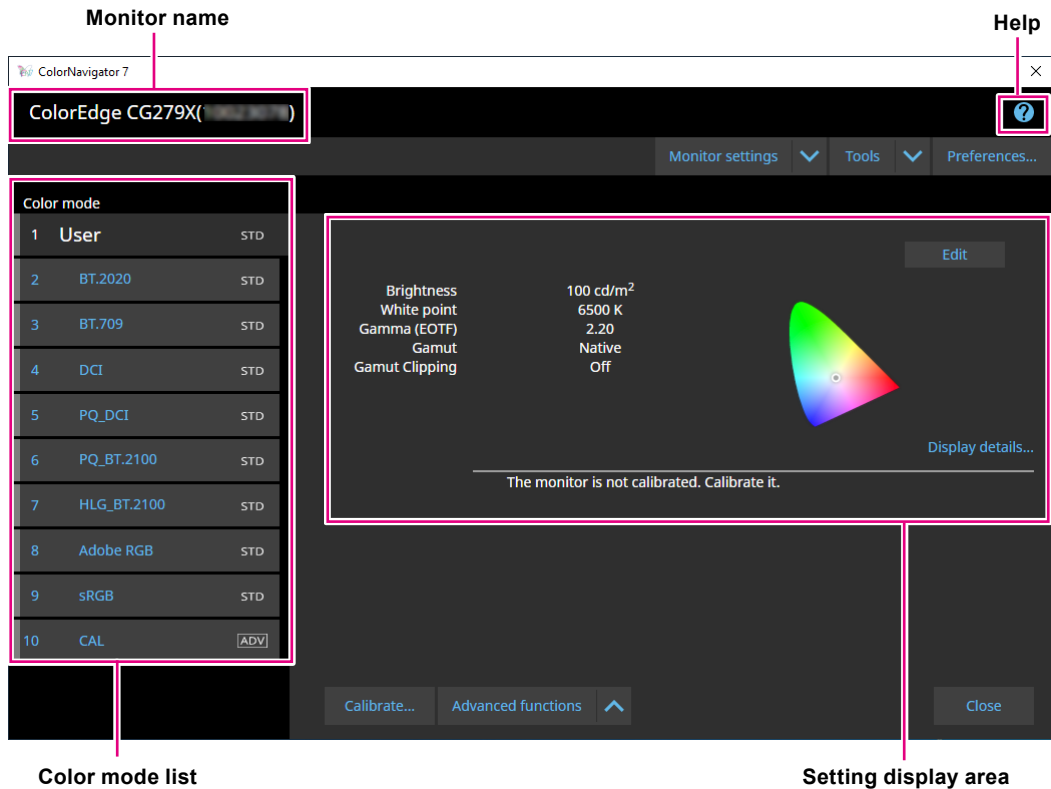 Monitor name
Help
ColorNavigator 7
ColorEdge CG279X( )
?
Monitor settings
Tools
Preferences...
Color mode
1 User STD
2 BT.2020 STD
3 BT.709 STD
4 DCI STD
5 PQ_DCI STD
6 PQ_BT.2100 STD
7 HLG_BT.2100 STD
8 Adobe RGB STD
9 sRGB STD
10 CAL ADV
Edit
Brightness 100 cd/m²
White point 6500 K
Gamma (EOTF) 2.20
Gamut Native
Gamut Clipping Off
Display details...
The monitor is not calibrated. Calibrate it.
Calibrate...
Advanced functions
Close
Color mode list
Setting display area